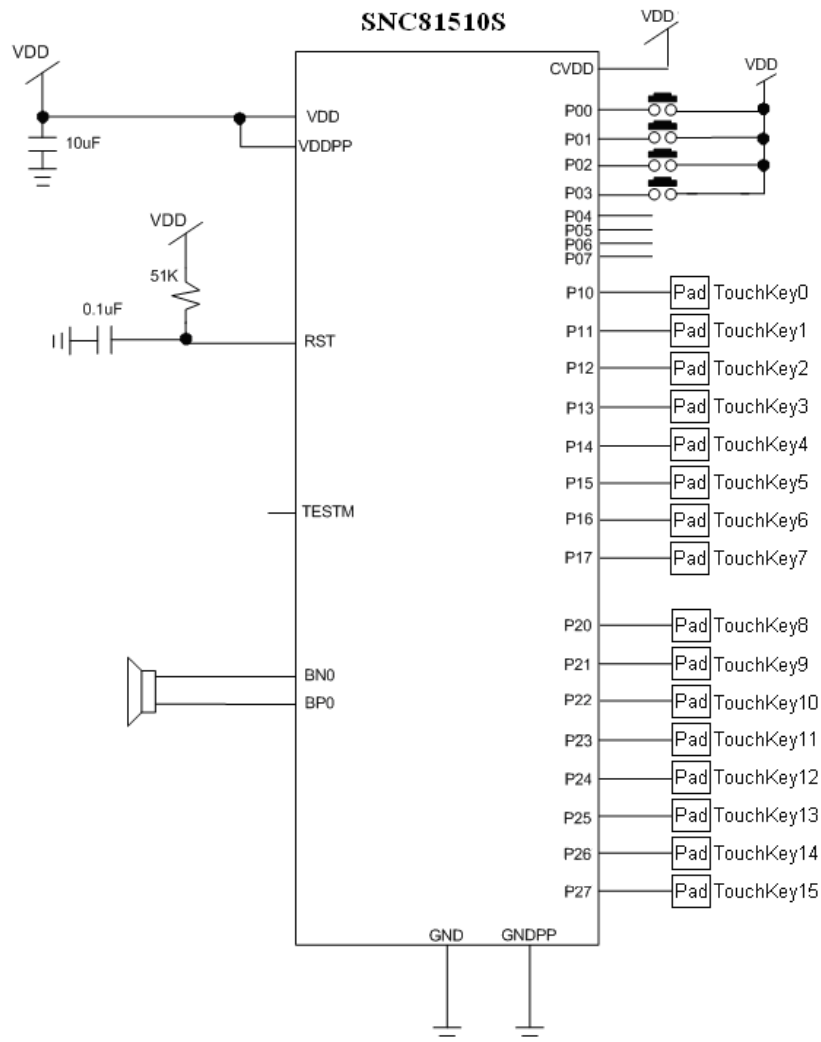 SNC81510S
VDD
10uF
VDD
VDDPP
VDD
51K
0.1uF
RST
TESTM
BN0
BP0
VDD
CVDD
VDD
P00
P01
P02
P03
P04
P05
P06
P07
P10 Pad TouchKey0
P11 Pad TouchKey1
P12 Pad TouchKey2
P13 Pad TouchKey3
P14 Pad TouchKey4
P15 Pad TouchKey5
P16 Pad TouchKey6
P17 Pad TouchKey7
P20 Pad TouchKey8
P21 Pad TouchKey9
P22 Pad TouchKey10
P23 Pad TouchKey11
P24 Pad TouchKey12
P25 Pad TouchKey13
P26 Pad TouchKey14
P27 Pad TouchKey15
GND GNDPP